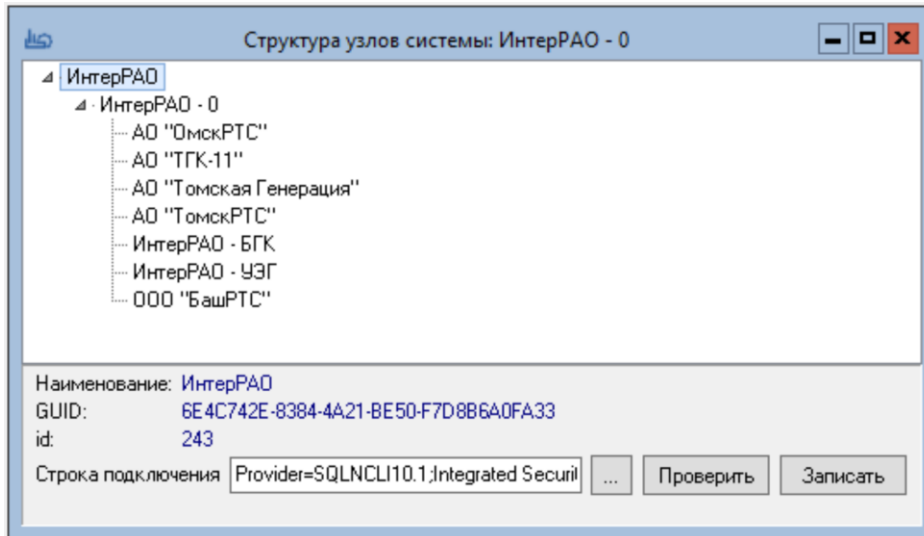 Структура узлов системы: ИнтерРАО - 0
ИнтерРАО
ИнтерРАО - 0
АО "ОмскРТС"
АО "ТГК-11"
АО "Томская Генерация"
АО "ТомскРТС"
ИнтерРАО - БГК
ИнтерРАО - УЭГ
ООО "БашРТС"
Наименование: ИнтерРАО
GUID: 6E4C742E-8384-4A21-BE50-F7D8B6A0FA33
id: 243
Строка подключения Provider=SQLNCLI10.1;Integrated Securit ... Проверить Записать